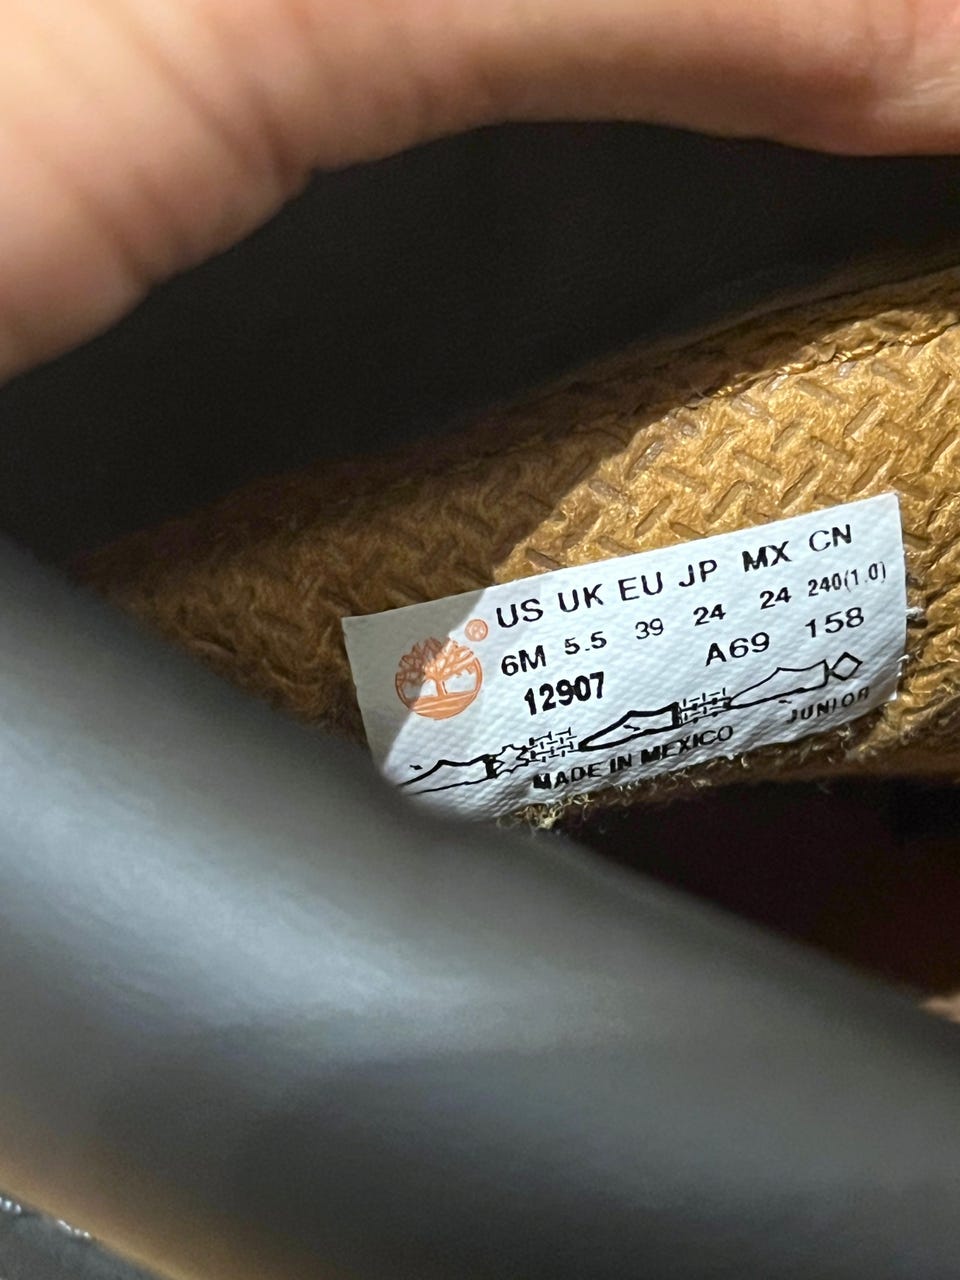 ®
US UK EU JP MX CN
6M 5.5 39 24 24 240(1.0)
12907 A69 158
MADE IN MEXICO JUNIOR